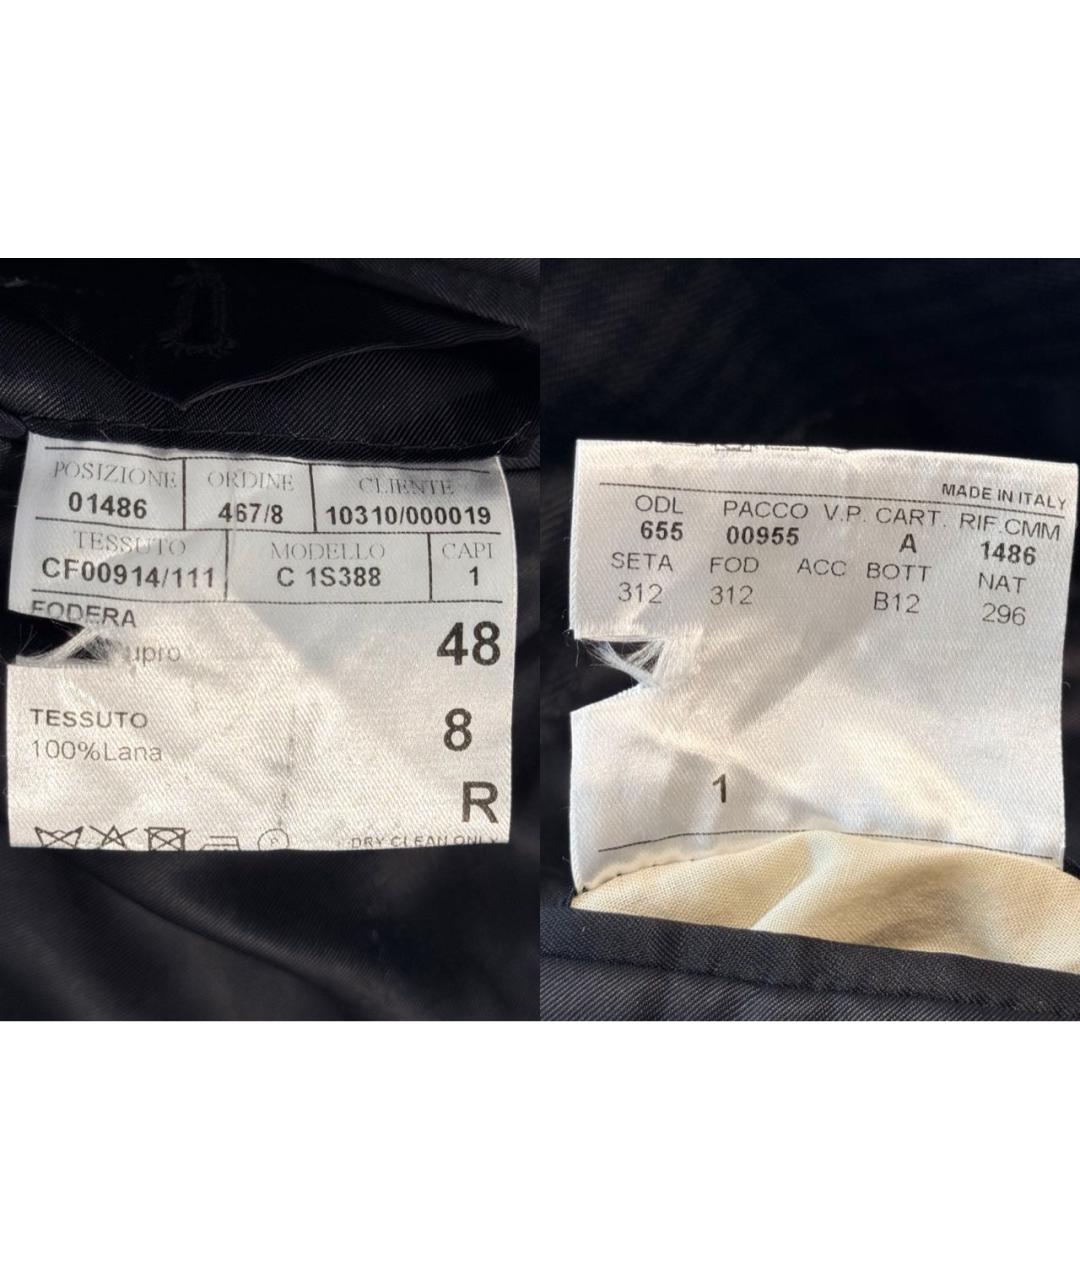 POSIZIONE ORDINE CLIENTE
01486 467/8 10310/000019
TESSUTO MODELLO CAPI
CF00914/111 C 1S388 1
FODERA
upro
48
TESSUTO
100%Lana
8
R
DRY CLEAN ONLY
MADE IN ITALY
ODL PACCO V.P. CART. RIF.CMM
655 00955 A 1486
SETA FOD ACC BOTT NAT
312 312 B12 296
1